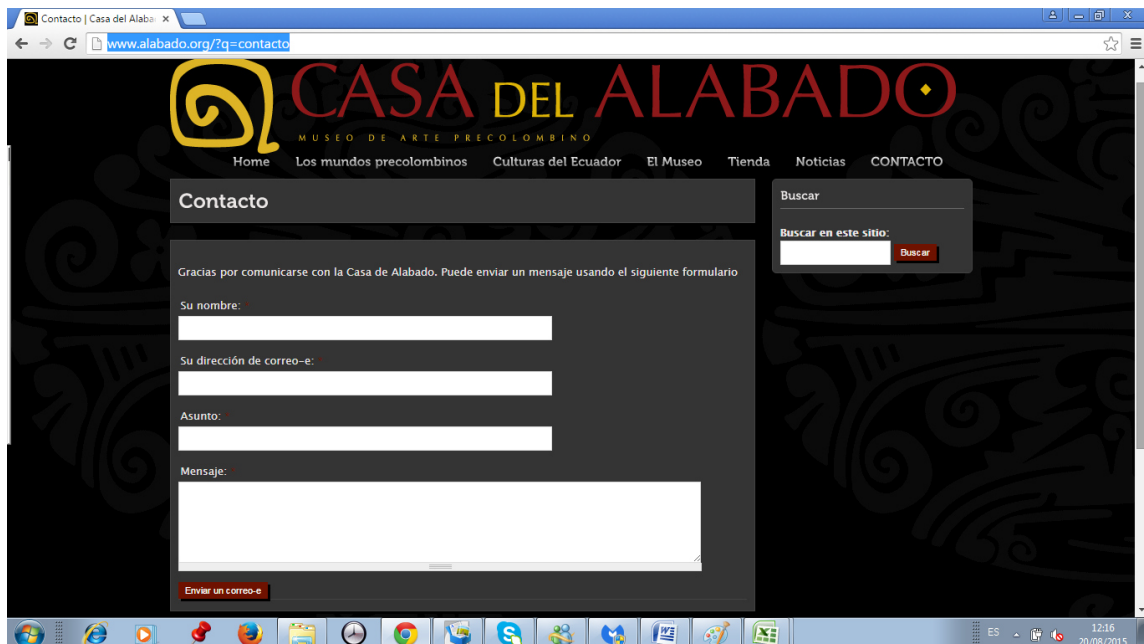 Contacto | Casa del Alaba
www.alabado.org/?q=contacto
CASA DEL ALABADO
MUSEO DE ARTE PRECOLOMBINO
Home Los mundos precolombinos Culturas del Ecuador El Museo Tienda Noticias CONTACTO
Contacto
Buscar
Buscar en este sitio:
Buscar
Gracias por comunicarse con la Casa de Alabado. Puede enviar un mensaje usando el siguiente formulario
Su nombre: *
Su dirección de correo-e: *
Asunto: *
Mensaje: *
Enviar un correo-e
ES
12:16
20/08/2015